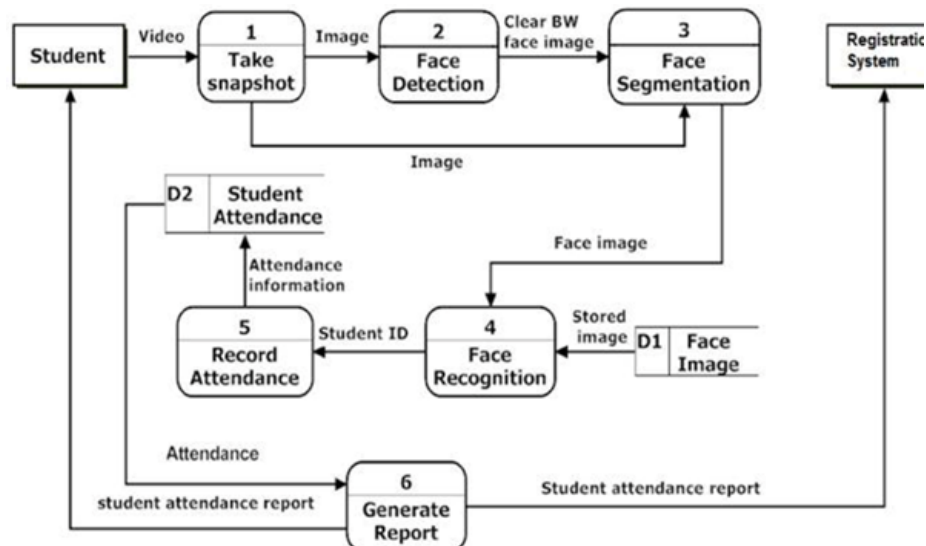 Student
Video
1
Take
snapshot
Image
2
Face
Detection
Clear BW
face image
3
Face
Segmentation
Registratio
System
Image
D2
Student
Attendance
Face image
Attendance
information
5
Record
Attendance
Student ID
4
Face
Recognition
Stored
image
D1
Face
Image
Attendance
student attendance report
6
Generate
Report
Student attendance report